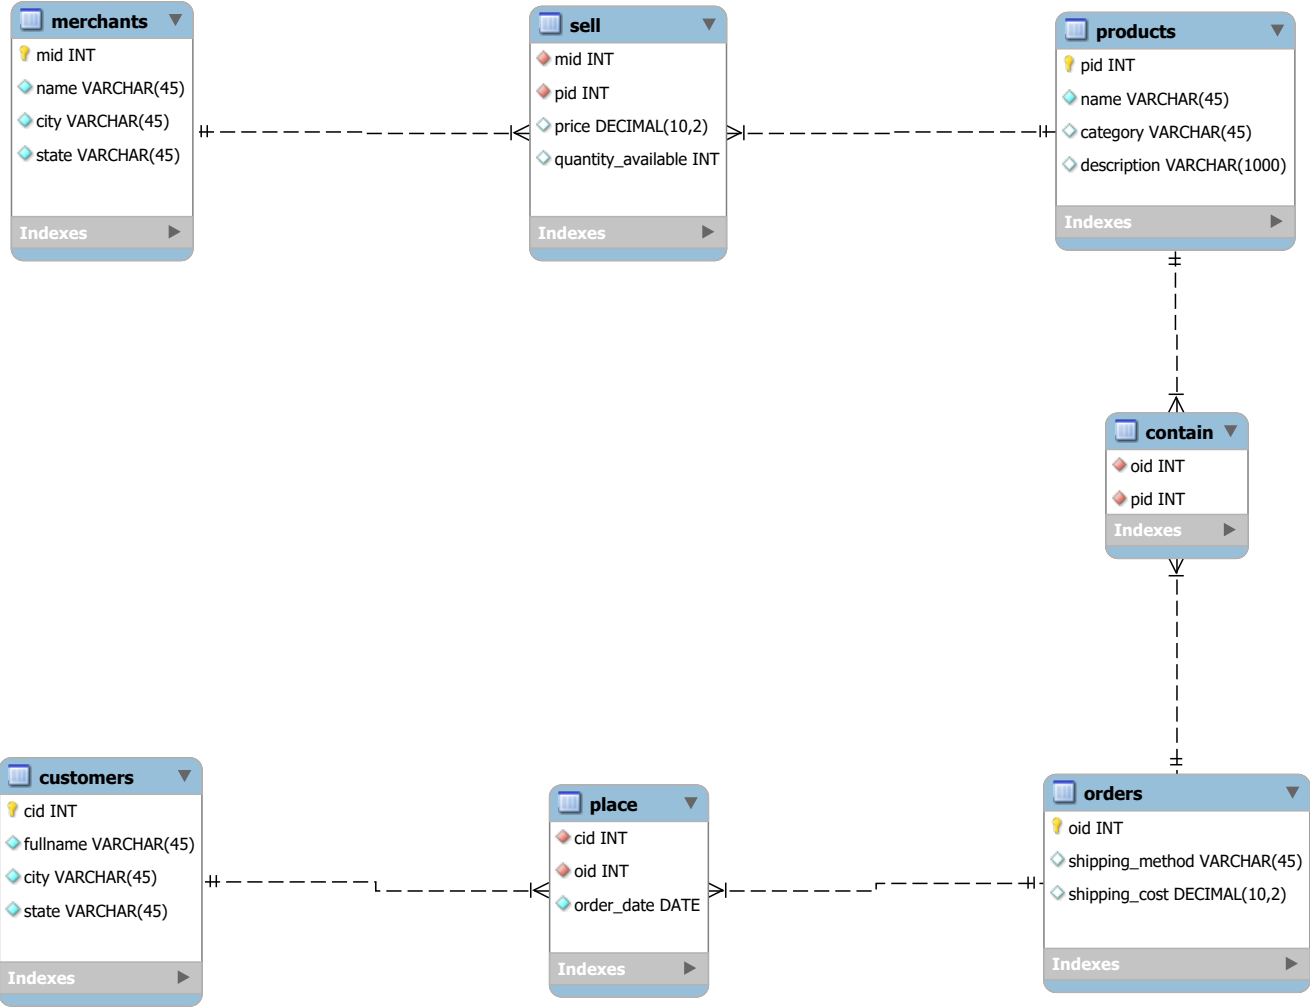 merchants
mid INT
name VARCHAR(45)
city VARCHAR(45)
state VARCHAR(45)
Indexes
sell
mid INT
pid INT
price DECIMAL(10,2)
quantity_available INT
Indexes
products
pid INT
name VARCHAR(45)
category VARCHAR(45)
description VARCHAR(1000)
Indexes
contain
oid INT
pid INT
Indexes
customers
cid INT
fullname VARCHAR(45)
city VARCHAR(45)
state VARCHAR(45)
Indexes
place
cid INT
oid INT
order_date DATE
Indexes
orders
oid INT
shipping_method VARCHAR(45)
shipping_cost DECIMAL(10,2)
Indexes